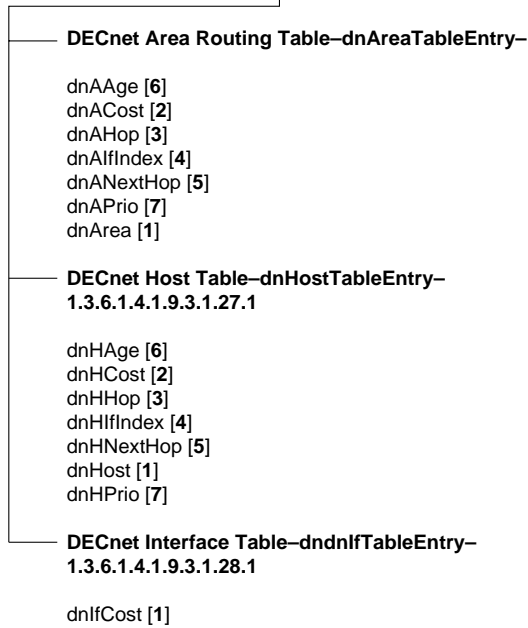 DECnet Area Routing Table–dnAreaTableEntry–
dnAAge [6]
dnACost [2]
dnAHop [3]
dnAIfIndex [4]
dnANextHop [5]
dnAPrio [7]
dnArea [1]
DECnet Host Table–dnHostTableEntry–
1.3.6.1.4.1.9.3.1.27.1
dnHAge [6]
dnHCost [2]
dnHHop [3]
dnHIfIndex [4]
dnHNextHop [5]
dnHost [1]
dnHPrio [7]
DECnet Interface Table–dndnIfTableEntry–
1.3.6.1.4.1.9.3.1.28.1
dnIfCost [1]